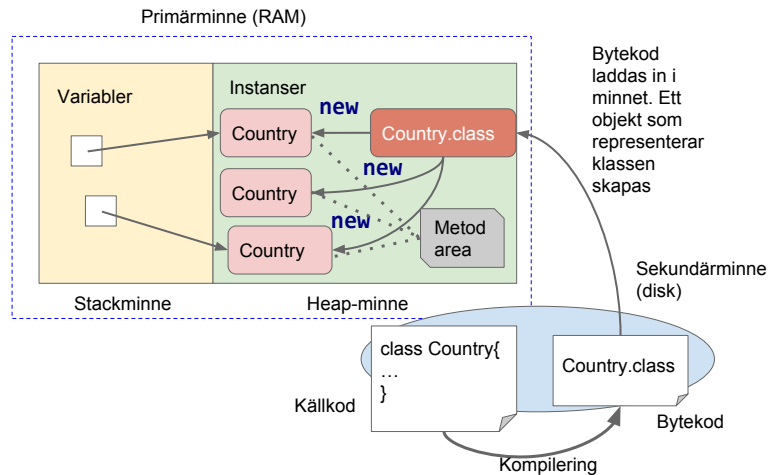 Primärminne (RAM)
Variabler
Instanser
new
Country
Country.class
new
Country
new
Country
Metod
area
Stackminne
Heap-minne
Bytekod
laddas in i
minnet. Ett
objekt som
representerar
klassen
skapas
Sekundärminne
(disk)
class Country{
…
}
Country.class
Källkod
Bytekod
Kompilering